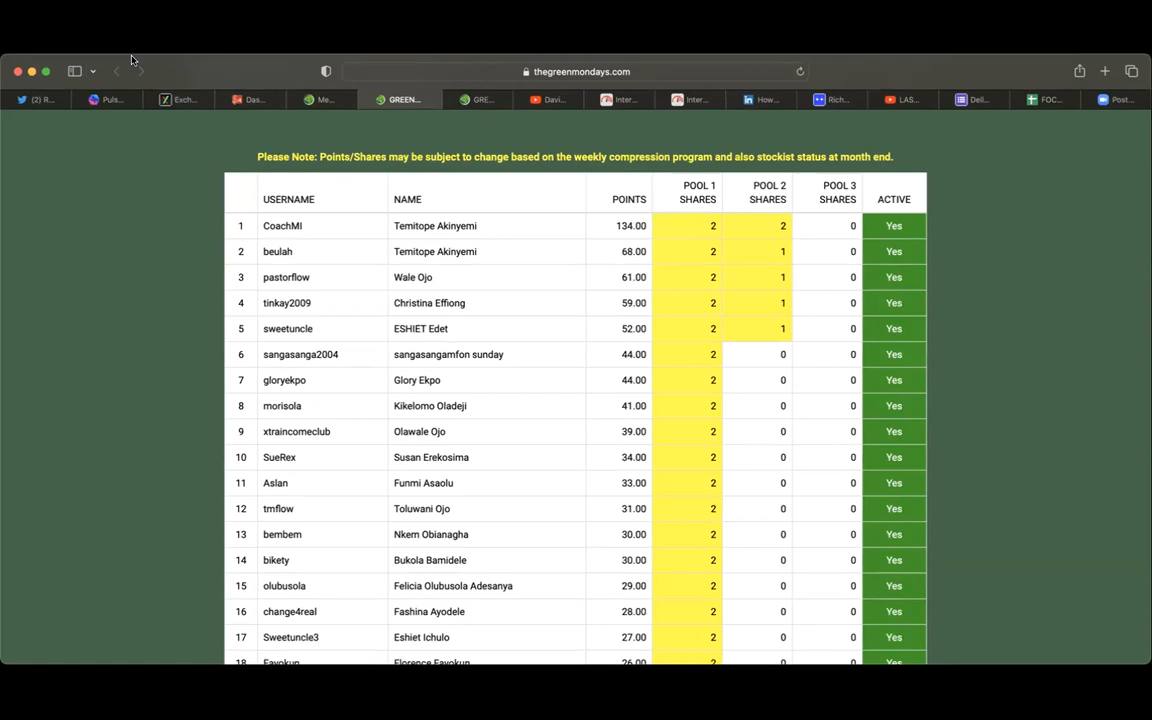 thegreenmondays.com
(2) R...
Puls...
Exch...
Das...
Me...
GREEN...
GRE...
Davi...
Inter...
Inter...
How...
Rich...
LAS...
Deli...
FOC...
Post...
Please Note: Points/Shares may be subject to change based on the weekly compression program and also stockist status at month end.
USERNAME NAME POINTS POOL 1 SHARES POOL 2 SHARES POOL 3 SHARES ACTIVE
1 CoachMI Temitope Akinyemi 134.00 2 2 0 Yes
2 beulah Temitope Akinyemi 68.00 2 1 0 Yes
3 pastorflow Wale Ojo 61.00 2 1 0 Yes
4 tinkay2009 Christina Effiong 59.00 2 1 0 Yes
5 sweetuncle ESHIET Edet 52.00 2 1 0 Yes
6 sangasanga2004 sangasangamfon sunday 44.00 2 0 0 Yes
7 gloryekpo Glory Ekpo 44.00 2 0 0 Yes
8 morisola Kikelomo Oladeji 41.00 2 0 0 Yes
9 xtraincomeclub Olawale Ojo 39.00 2 0 0 Yes
10 SueRex Susan Erekosima 34.00 2 0 0 Yes
11 Aslan Funmi Asaolu 33.00 2 0 0 Yes
12 tmflow Toluwani Ojo 31.00 2 0 0 Yes
13 bembem Nkem Obianagha 30.00 2 0 0 Yes
14 bikety Bukola Bamidele 30.00 2 0 0 Yes
15 olubusola Felicia Olubusola Adesanya 29.00 2 0 0 Yes
16 change4real Fashina Ayodele 28.00 2 0 0 Yes
17 Sweetuncle3 Eshiet Ichulo 27.00 2 0 0 Yes
18 Favokun Florence Favokun 26.00 2 0 0 Yes